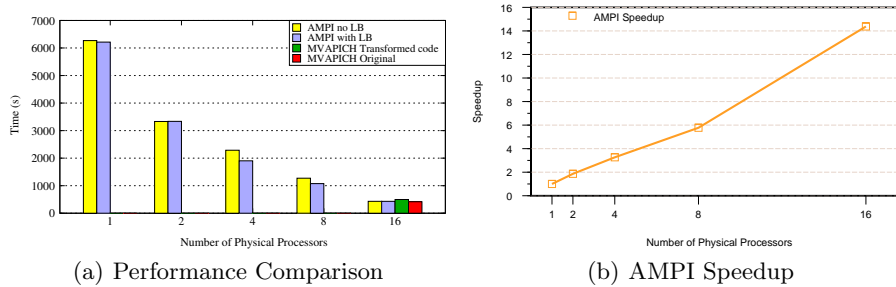 7000
6000
5000
4000
3000
2000
1000
0
Time (s)
AMPI no LB
AMPI with LB
MVAPICH Transformed code
MVAPICH Original
1 2 4 8 16
Number of Physical Processors
(a) Performance Comparison
16
14
12
10
8
6
4
2
0
Speedup
AMPI Speedup
1 2 4 8 16
Number of Physical Processors
(b) AMPI Speedup